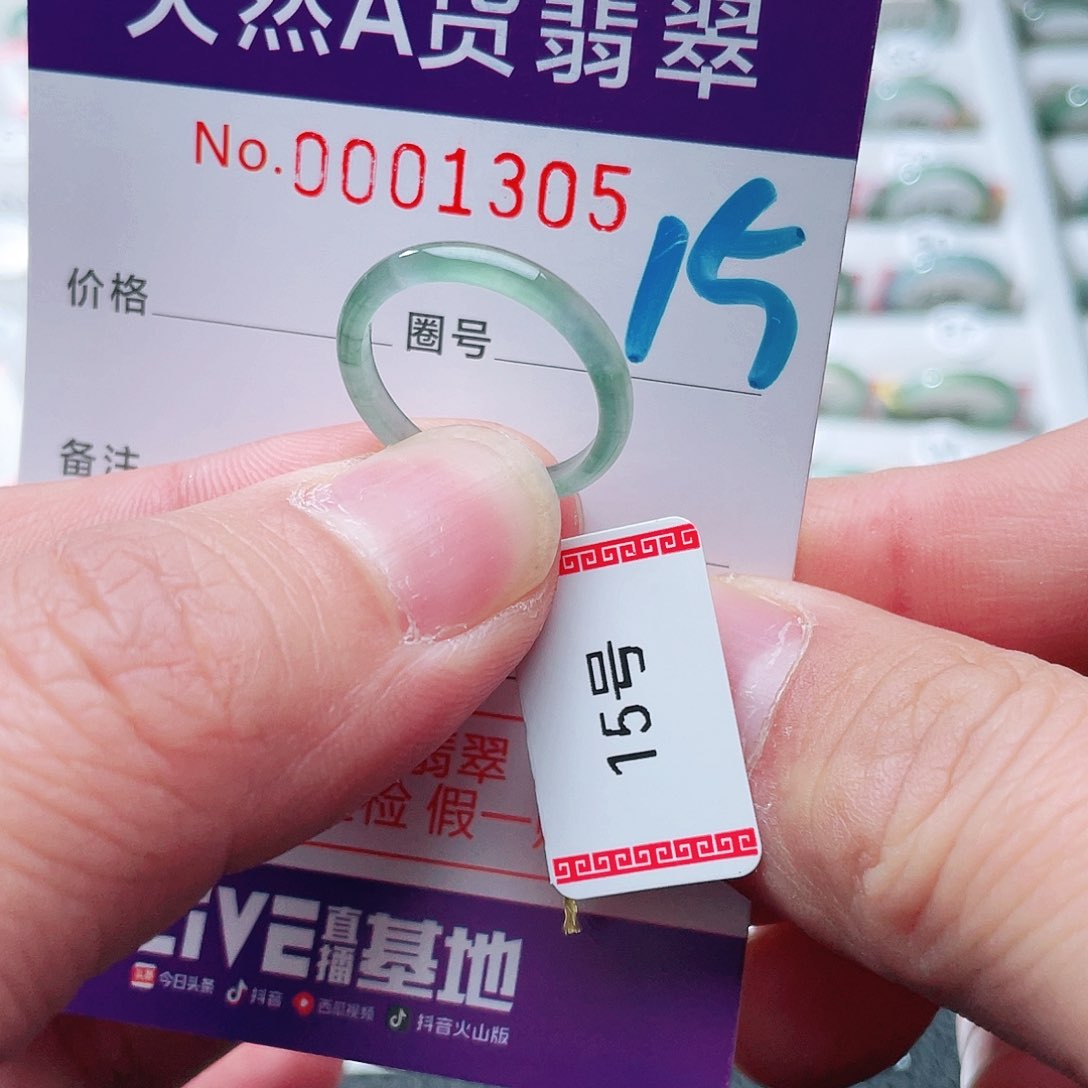 天然A货翡翠
No.0001305
15
价格
圈号
备注
15号
翡翠
检 假一
LIVE直播基地
今日头条 抖音 西瓜视频 抖音火山版